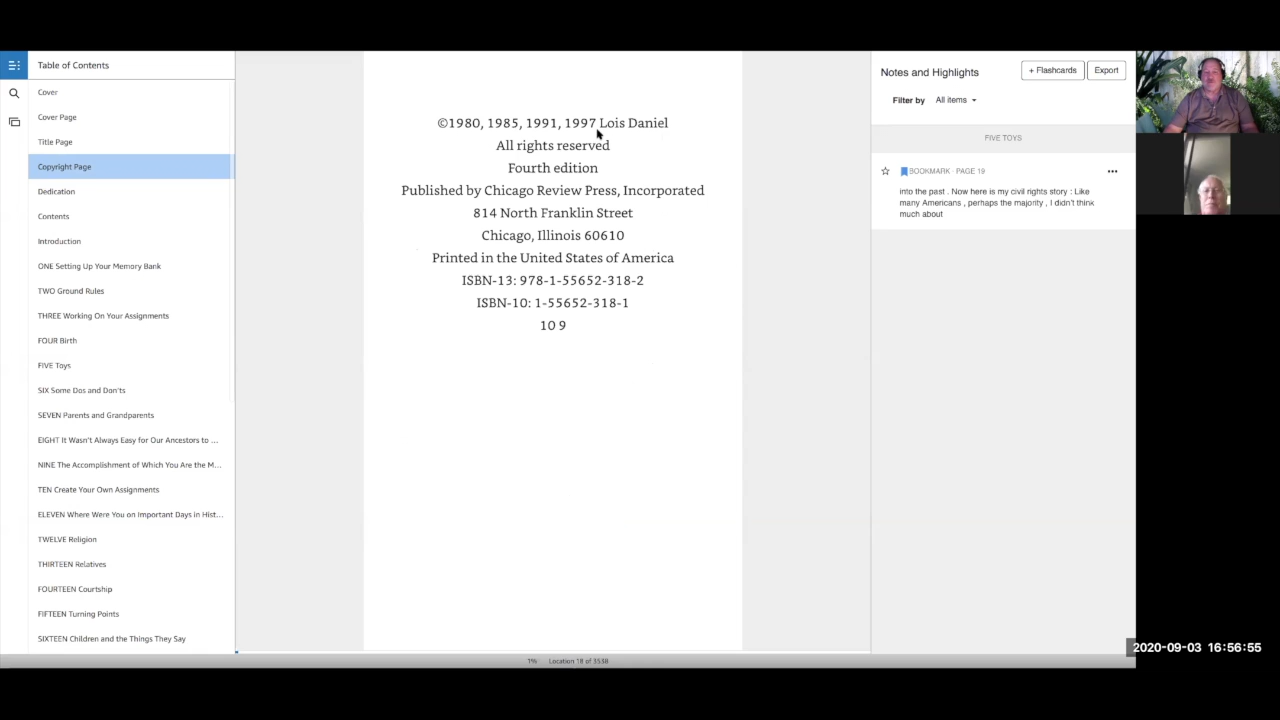 Table of Contents
Cover
Cover Page
Title Page
Copyright Page
Dedication
Contents
Introduction
ONE Setting Up Your Memory Bank
TWO Ground Rules
THREE Working On Your Assignments
FOUR Birth
FIVE Toys
SIX Some Dos and Don'ts
SEVEN Parents and Grandparents
EIGHT It Wasn't Always Easy for Our Ancestors to ...
NINE The Accomplishment of Which You Are the M...
TEN Create Your Own Assignments
ELEVEN Where Were You on Important Days in Hist...
TWELVE Religion
THIRTEEN Relatives
FOURTEEN Courtship
FIFTEEN Turning Points
SIXTEEN Children and the Things They Say
©1980, 1985, 1991, 1997 Lois Daniel
All rights reserved
Fourth edition
Published by Chicago Review Press, Incorporated
814 North Franklin Street
Chicago, Illinois 60610
Printed in the United States of America
ISBN-13: 978-1-55652-318-2
ISBN-10: 1-55652-318-1
10 9
1% Location 18 of 3538
Notes and Highlights
+ Flashcards
Export
Filter by All items
FIVE TOYS
BOOKMARK · PAGE 19
into the past . Now here is my civil rights story : Like
many Americans , perhaps the majority , I didn't think
much about
2020-09-03 16:56:55